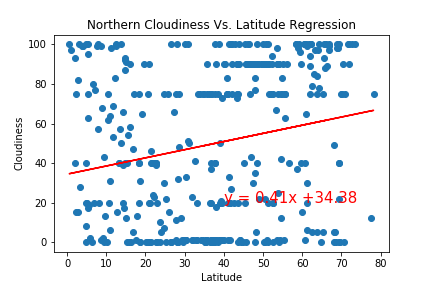 Northern Cloudiness Vs. Latitude Regression
100
80
60
40
20
0
Cloudiness
y = 0.41x +34.38
0 10 20 30 40 50 60 70 80
Latitude